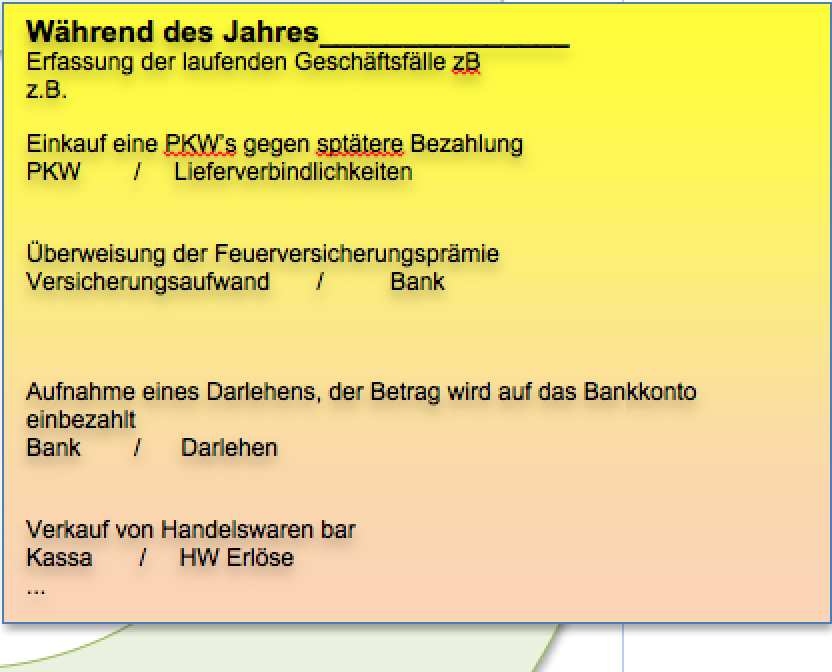 Während des Jahres_______________
Erfassung der laufenden Geschäftsfälle zB
z.B.
Einkauf eine PKW's gegen sptätere Bezahlung
PKW / Lieferverbindlichkeiten
Überweisung der Feuerversicherungsprämie
Versicherungsaufwand / Bank
Aufnahme eines Darlehens, der Betrag wird auf das Bankkonto
einbezahlt
Bank / Darlehen
Verkauf von Handelswaren bar
Kassa / HW Erlöse
...